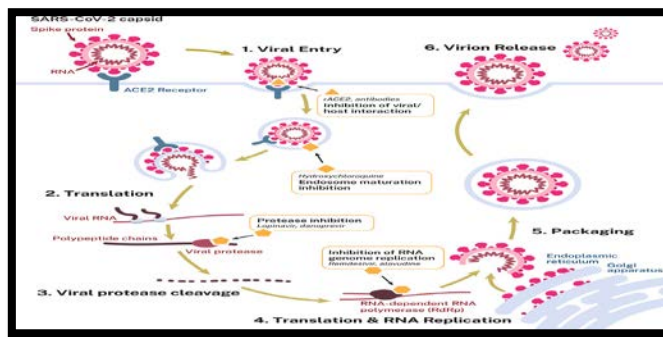 SARS-CoV-2 capsid
Spike protein
RNA
ACE2 Receptor
1. Viral Entry
rACE2, antibodies
Inhibition of viral/
host interaction
Hydroxychloroquine
Endosome maturation
inhibition
2. Translation
Viral RNA
Polypeptide chains
Viral protease
Protease inhibition
Lopinavir, danoprevir
3. Viral protease cleavage
Inhibition of RNA
genome replication
Remdesivir,
RNA-dependent RNA
polymerase (RdRp)
4. Translation & RNA Replication
5. Packaging
Endoplasmic
reticulum
Golgi
apparatus
6. Virion Release